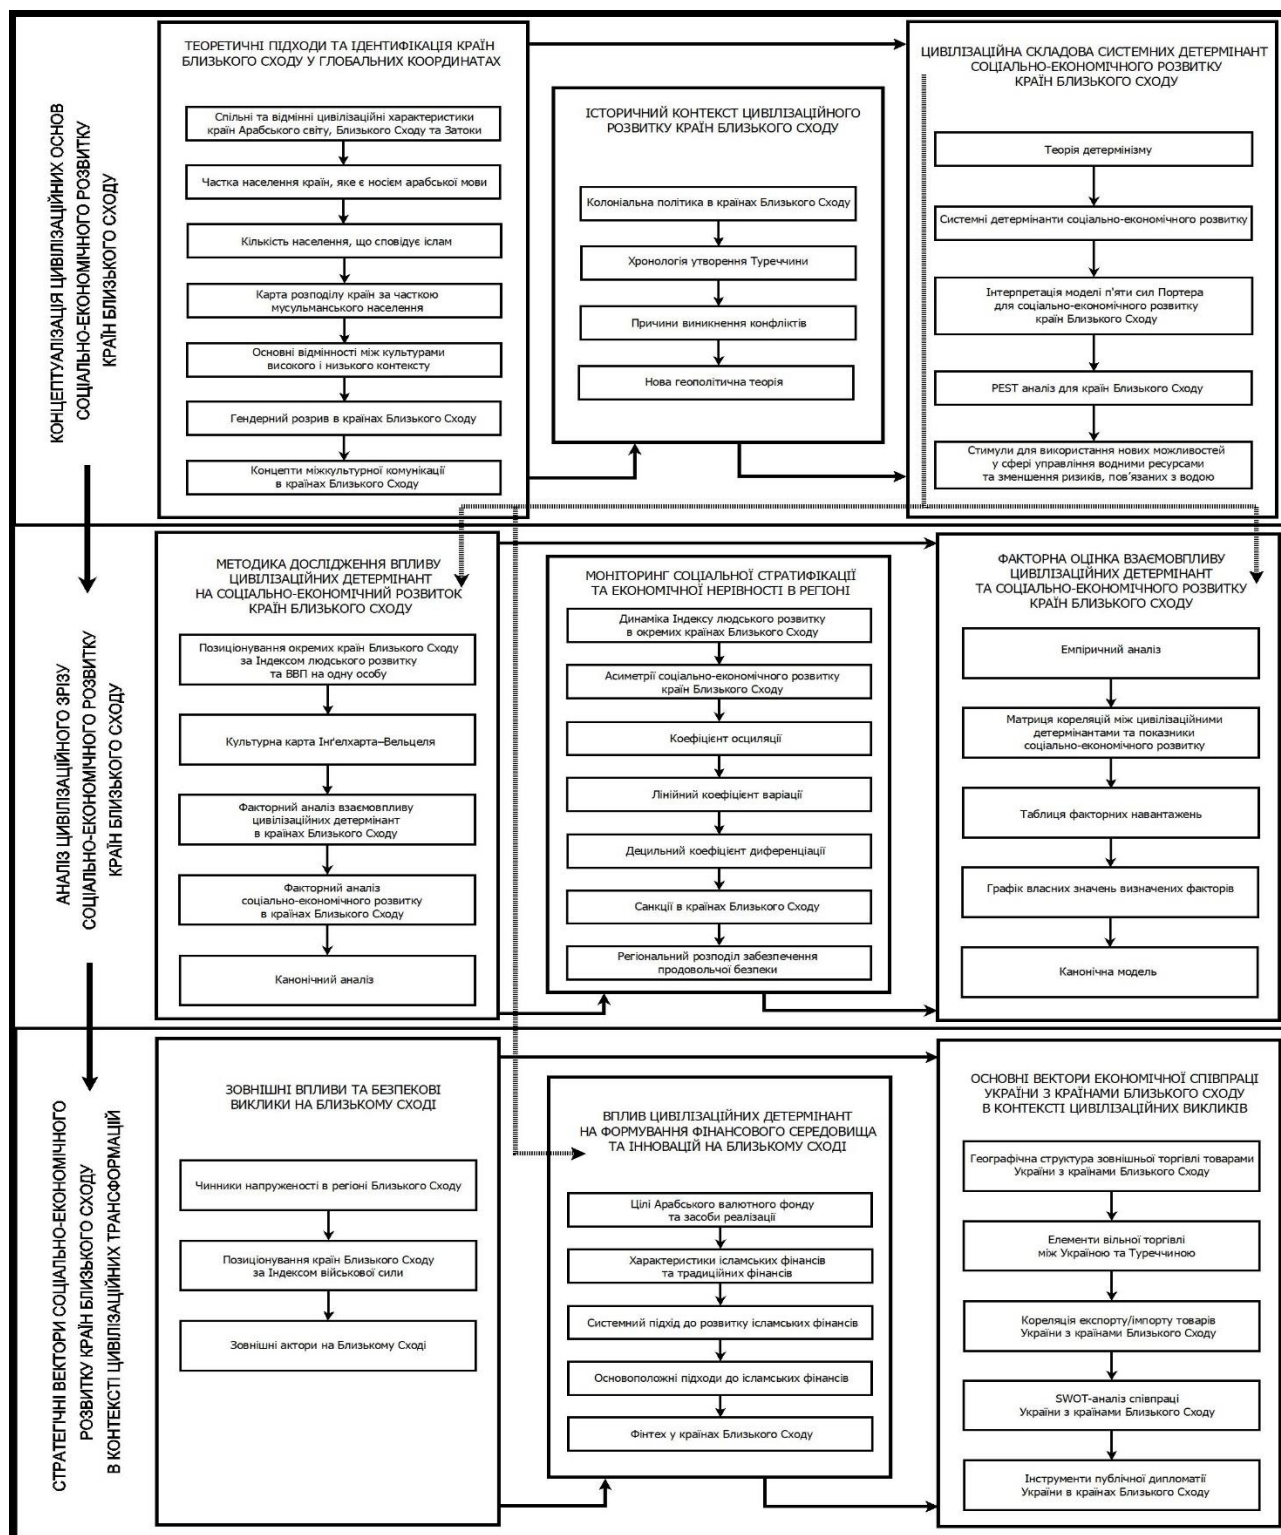 КОНЦЕПТУАЛІЗАЦІЯ ЦИВІЛІЗАЦІЙНИХ ОСНОВ
СОЦІАЛЬНО-ЕКОНОМІЧНОГО РОЗВИТКУ
КРАЇН БЛИЗЬКОГО СХОДУ
ТЕОРЕТИЧНІ ПІДХОДИ ТА ІДЕНТИФІКАЦІЯ КРАЇН
БЛИЗЬКОГО СХОДУ У ГЛОБАЛЬНИХ КООРДИНАТАХ
Спільні та відмінні цивілізаційні характеристики
країн Арабського світу, Близького Сходу та Затоки
Частка населення країн, яке є носієм арабської мови
Кількість населення, що сповідує іслам
Карта розподілу країн за часткою
мусульманського населення
Основні відмінності між культурами
високого і низького контексту
Гендерний розрив в країнах Близького Сходу
Концепти міжкультурної комунікації
в країнах Близького Сходу
ІСТОРИЧНИЙ КОНТЕКСТ ЦИВІЛІЗАЦІЙНОГО
РОЗВИТКУ КРАЇН БЛИЗЬКОГО СХОДУ
Колоніальна політика в країнах Близького Сходу
Хронологія утворення Туреччини
Причини виникнення конфліктів
Нова геополітична теорія
ЦИВІЛІЗАЦІЙНА СКЛАДОВА СИСТЕМНИХ ДЕТЕРМІНАНТ
СОЦІАЛЬНО-ЕКОНОМІЧНОГО РОЗВИТКУ
КРАЇН БЛИЗЬКОГО СХОДУ
Теорія детермінізму
Системні детермінанти соціально-економічного розвитку
Інтерпретація моделі п'яти сил Портера
для соціально-економічного розвитку
країн Близького Сходу
PEST аналіз для країн Близького Сходу
Стимули для використання нових можливостей
у сфері управління водними ресурсами
та зменшення ризиків, пов'язаних з водою
АНАЛІЗ ЦИВІЛІЗАЦІЙНОГО ЗРІЗУ
СОЦІАЛЬНО-ЕКОНОМІЧНОГО РОЗВИТКУ
КРАЇН БЛИЗЬКОГО СХОДУ
МЕТОДИКА ДОСЛІДЖЕННЯ ВПЛИВУ
ЦИВІЛІЗАЦІЙНИХ ДЕТЕРМІНАНТ
НА СОЦІАЛЬНО-ЕКОНОМІЧНИЙ РОЗВИТОК
КРАЇН БЛИЗЬКОГО СХОДУ
Позиціонування окремих країн Близького Сходу
за Індексом людського розвитку
та ВВП на одну особу
Культурна карта Інґелхарта–Вельцеля
Факторний аналіз взаємовпливу
цивілізаційних детермінант
в країнах Близького Сходу
Факторний аналіз
соціально-економічного розвитку
в країнах Близького Сходу
Канонічний аналіз
МОНІТОРИНГ СОЦІАЛЬНОЇ СТРАТИФІКАЦІЇ
ТА ЕКОНОМІЧНОЇ НЕРІВНОСТІ В РЕГІОНІ
Динаміка Індексу людського розвитку
в окремих країнах Близького Сходу
Асиметрії соціально-економічного розвитку
країн Близького Сходу
Коефіцієнт осциляції
Лінійний коефіцієнт варіації
Децильний коефіцієнт диференціації
Санкції в країнах Близького Сходу
Регіональний розподіл забезпечення
продовольчої безпеки
ФАКТОРНА ОЦІНКА ВЗАЄМОВПЛИВУ
ЦИВІЛІЗАЦІЙНИХ ДЕТЕРМІНАНТ
ТА СОЦІАЛЬНО-ЕКОНОМІЧНОГО РОЗВИТКУ
КРАЇН БЛИЗЬКОГО СХОДУ
Емпіричний аналіз
Матриця кореляцій між цивілізаційними
детермінантами та показники
соціально-економічного розвитку
Таблиця факторних навантажень
Графік власних значень визначених факторів
Канонічна модель
СТРАТЕГІЧНІ ВЕКТОРИ СОЦІАЛЬНО-ЕКОНОМІЧНОГО
РОЗВИТКУ КРАЇН БЛИЗЬКОГО СХОДУ
В КОНТЕКСТІ ЦИВІЛІЗАЦІЙНИХ ТРАНСФОРМАЦІЙ
ЗОВНІШНІ ВПЛИВИ ТА БЕЗПЕКОВІ
ВИКЛИКИ НА БЛИЗЬКОМУ СХОДІ
Чинники напруженості в регіоні Близького Сходу
Позиціонування країн Близького Сходу
за Індексом військової сили
Зовнішні актори на Близькому Сході
ВПЛИВ ЦИВІЛІЗАЦІЙНИХ ДЕТЕРМІНАНТ
НА ФОРМУВАННЯ ФІНАНСОВОГО СЕРЕДОВИЩА
ТА ІННОВАЦІЙ НА БЛИЗЬКОМУ СХОДІ
Цілі Арабського валютного фонду
та засоби реалізації
Характеристики ісламських фінансів
та традиційних фінансів
Системний підхід до розвитку ісламських фінансів
Основоположні підходи до ісламських фінансів
Фінтех у країнах Близького Сходу
ОСНОВНІ ВЕКТОРИ ЕКОНОМІЧНОЇ СПІВПРАЦІ
УКРАЇНИ З КРАЇНАМИ БЛИЗЬКОГО СХОДУ
В КОНТЕКСТІ ЦИВІЛІЗАЦІЙНИХ ВИКЛИКІВ
Географічна структура зовнішньої торгівлі товарами
України з країнами Близького Сходу
Елементи вільної торгівлі
між Україною та Туреччиною
Кореляція експорту/імпорту товарів
України з країнами Близького Сходу
SWOT-аналіз співпраці
України з країнами Близького Сходу
Інструменти публічної дипломатії
України в країнах Близького Сходу